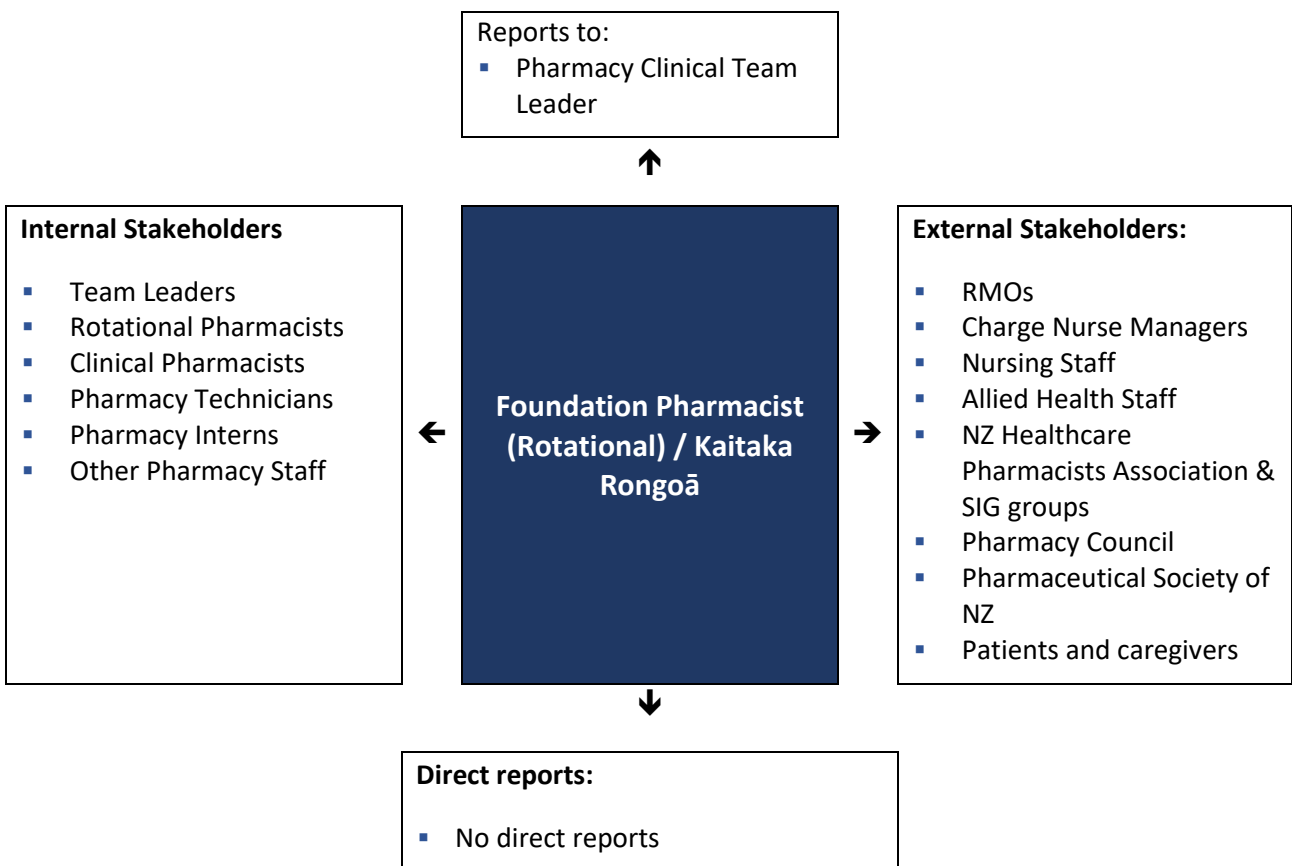 Reports to:
▪ Pharmacy Clinical Team
Leader
↑
Internal Stakeholders
▪ Team Leaders
▪ Rotational Pharmacists
▪ Clinical Pharmacists
▪ Pharmacy Technicians
▪ Pharmacy Interns
▪ Other Pharmacy Staff
←
Foundation Pharmacist
(Rotational) / Kaitaka
Rongoā
→
External Stakeholders:
▪ RMOs
▪ Charge Nurse Managers
▪ Nursing Staff
▪ Allied Health Staff
▪ NZ Healthcare
Pharmacists Association &
SIG groups
▪ Pharmacy Council
▪ Pharmaceutical Society of
NZ
▪ Patients and caregivers
↓
Direct reports:
▪ No direct reports